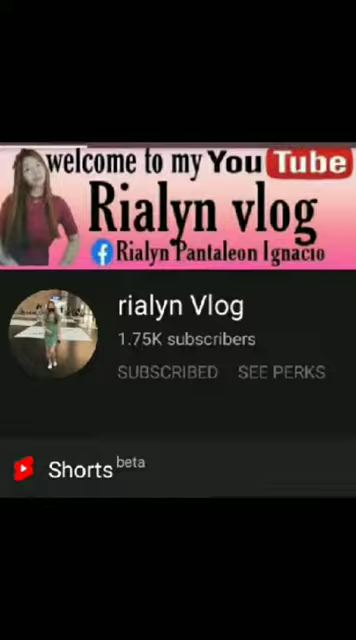 welcome to my YouTube
Rialyn vlog
Rialyn Pantaleon Ignacio
rialyn Vlog
1.75K subscribers
SUBSCRIBED SEE PERKS
Shorts beta